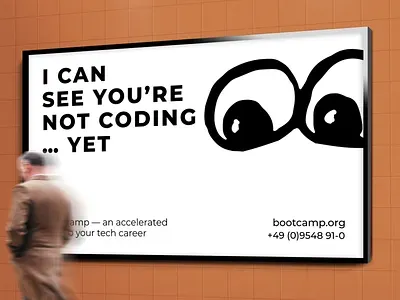 I CAN
SEE YOU’RE
NOT CODING
... YET
amp — an accelerated
your tech career
bootcamp.org
+49 (0)9548 91-0